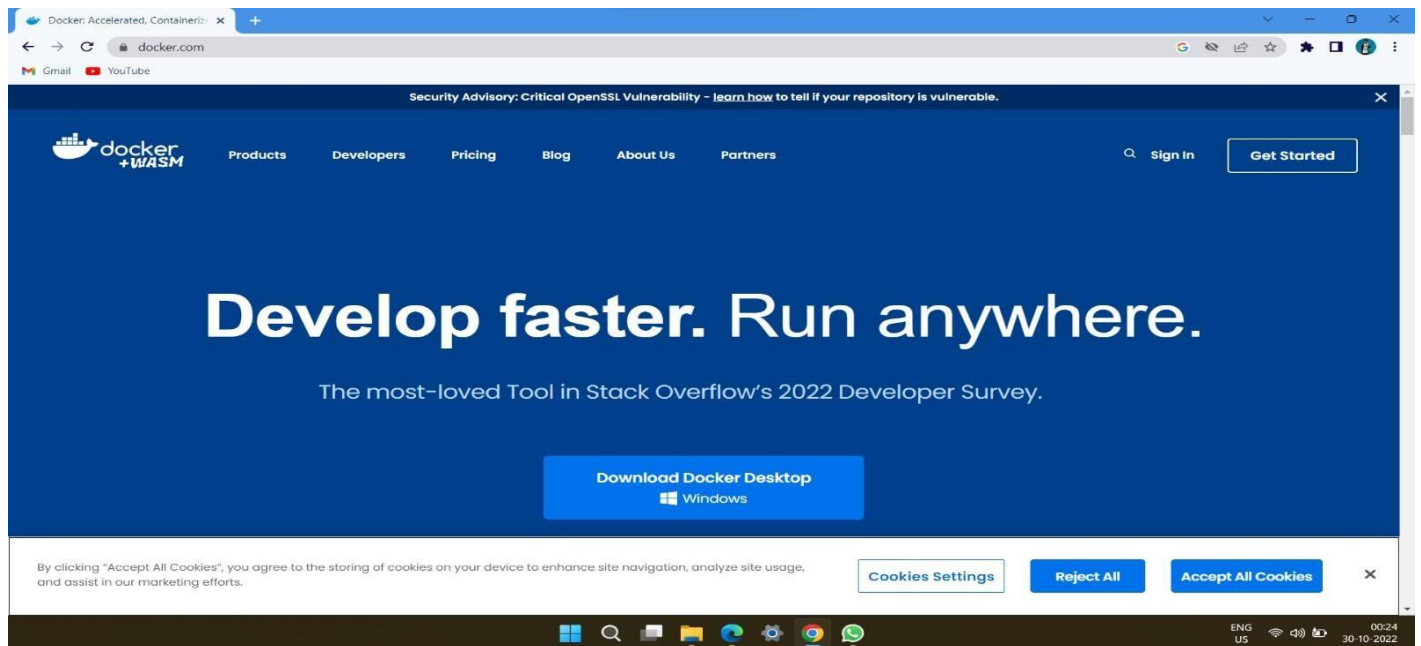 Docker: Accelerated, Containeriz
docker.com
Gmail YouTube
Security Advisory: Critical OpenSSL Vulnerability – learn how to tell if your repository is vulnerable.
docker
+WASM
Products Developers Pricing Blog About Us Partners Sign In Get Started
Develop faster. Run anywhere.
The most-loved Tool in Stack Overflow's 2022 Developer Survey.
Download Docker Desktop
Windows
By clicking "Accept All Cookies", you agree to the storing of cookies on your device to enhance site navigation, analyze site usage,
and assist in our marketing efforts.
Cookies Settings Reject All Accept All Cookies
ENG 00:24
US 30-10-2022